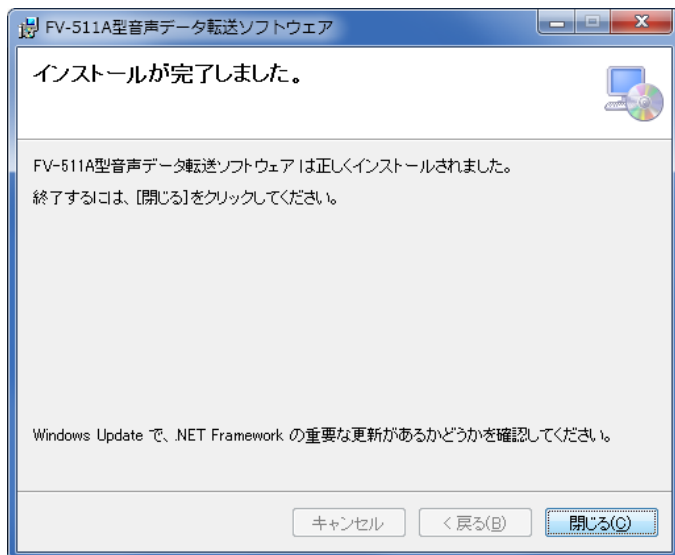 FV-511A型音声データ転送ソフトウェア
インストールが完了しました。
FV-511A型音声データ転送ソフトウェア は正しくインストールされました。
終了するには、[閉じる]をクリックしてください。
Windows Update で、.NET Framework の重要な更新があるかどうかを確認してください。
キャンセル
< 戻る(B)
閉じる(C)